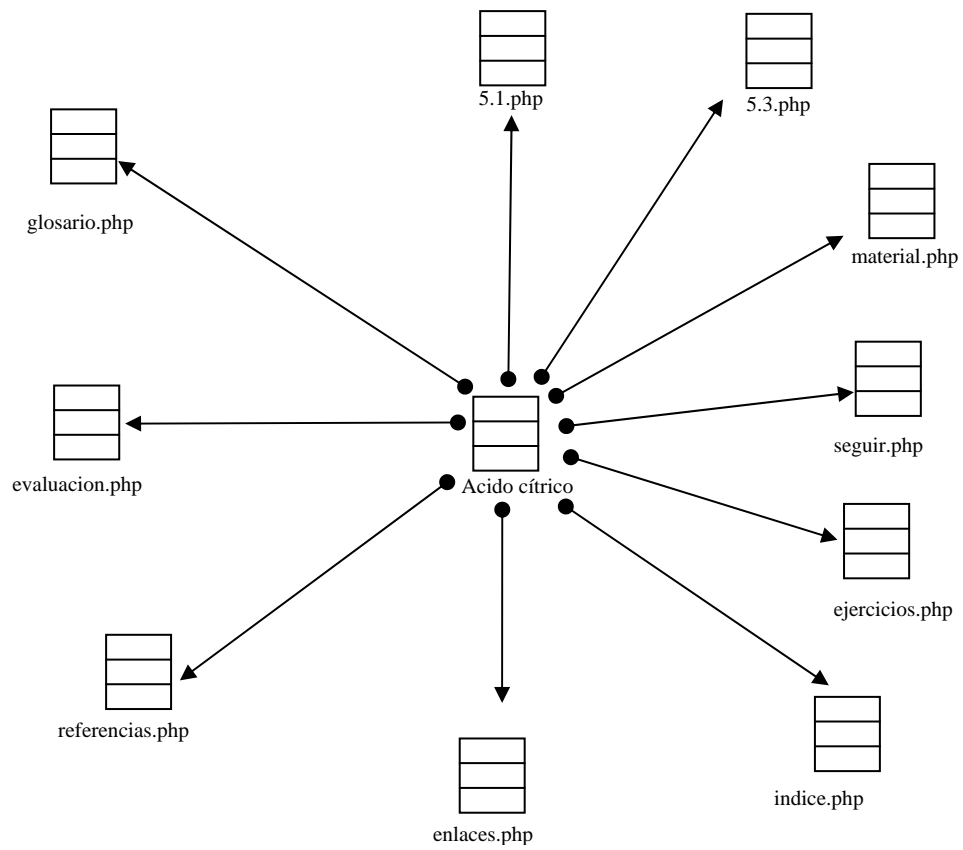 5.1.php
5.3.php
glosario.php
material.php
seguir.php
evaluacion.php
Acido cítrico
ejercicios.php
referencias.php
indice.php
enlaces.php